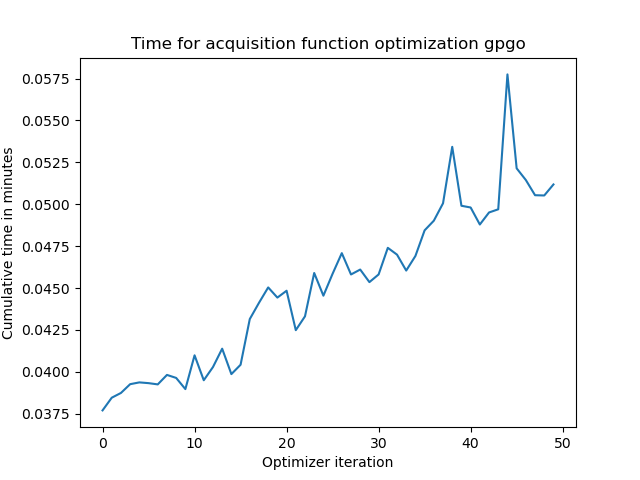 Time for acquisition function optimization gpgo
Cumulative time in minutes
0.0575
0.0550
0.0525
0.0500
0.0475
0.0450
0.0425
0.0400
0.0375
0 10 20 30 40 50
Optimizer iteration